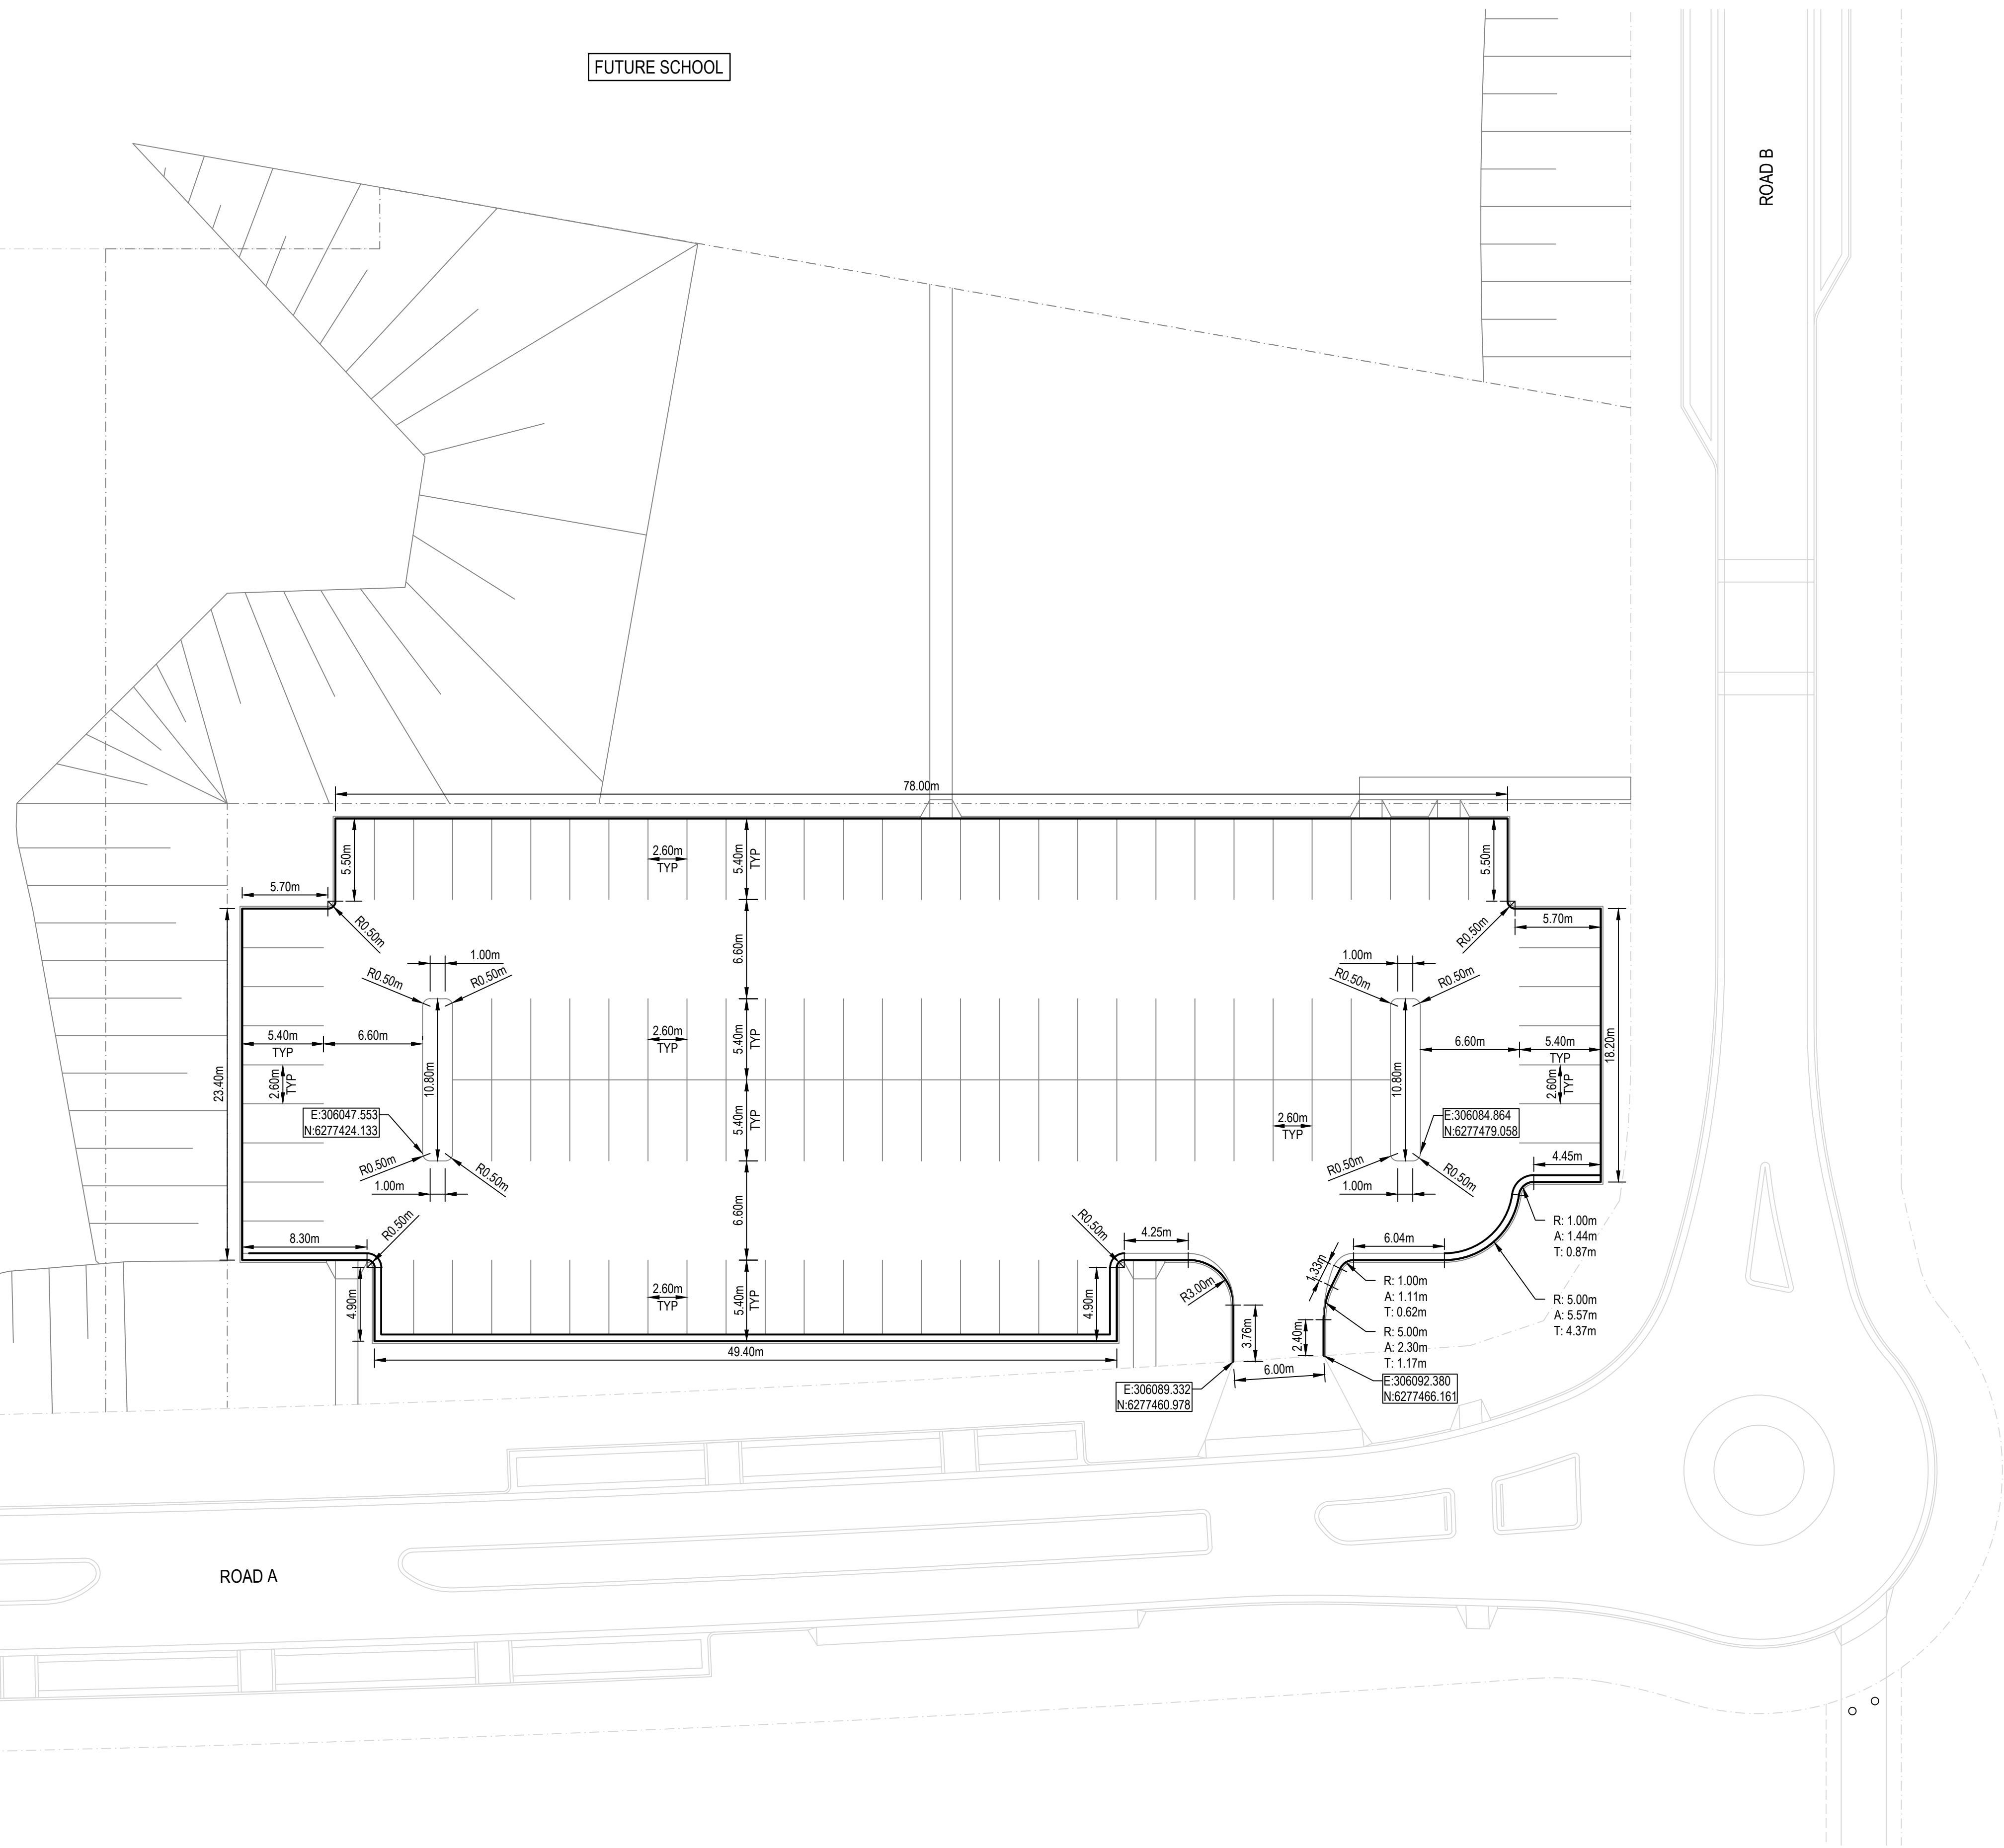 FUTURE SCHOOL
ROAD B
78.00m
5.50m
2.60m
TYP
5.40m
TYP
5.50m
5.70m
R0.50m
5.70m
R0.50m
6.60m
1.00m
R0.50m
R0.50m
1.00m
R0.50m
R0.50m
5.40m
TYP
6.60m
2.60m
TYP
5.40m
TYP
6.60m
5.40m
TYP
18.20m
23.40m
2.60m
TYP
10.80m
10.80m
2.60m
TYP
E:306047.553
N:6277424.133
5.40m
TYP
2.60m
TYP
E:306084.864
N:6277479.058
R0.50m
R0.50m
1.00m
R0.50m
R0.50m
1.00m
4.45m
8.30m
R0.50m
6.60m
R0.50m
4.25m
6.04m
R: 1.00m
A: 1.44m
T: 0.87m
4.90m
2.60m
TYP
5.40m
TYP
4.90m
R3.00m
1.33m
R: 1.00m
A: 1.11m
T: 0.62m
R: 5.00m
A: 5.57m
T: 4.37m
3.76m
2.40m
R: 5.00m
A: 2.30m
T: 1.17m
49.40m
6.00m
E:306089.332
N:6277460.978
E:306092.380
N:6277466.161
ROAD A